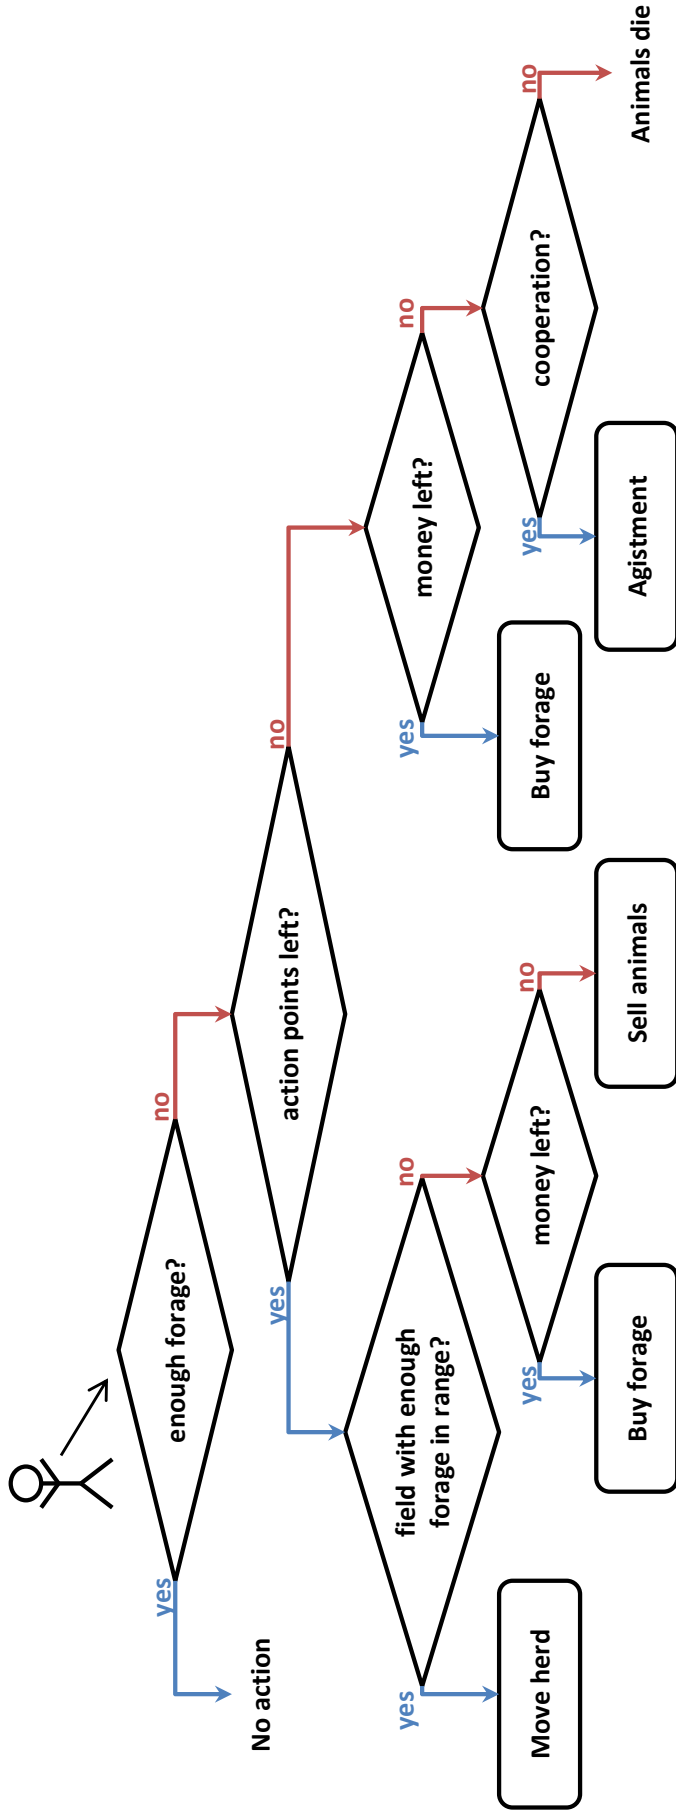 enough forage?
yes
no
No action
action points left?
yes
no
field with enough
forage in range?
yes
no
Move herd
money left?
yes
no
Buy forage
Sell animals
money left?
yes
no
Buy forage
cooperation?
yes
no
Agistment
Animals die